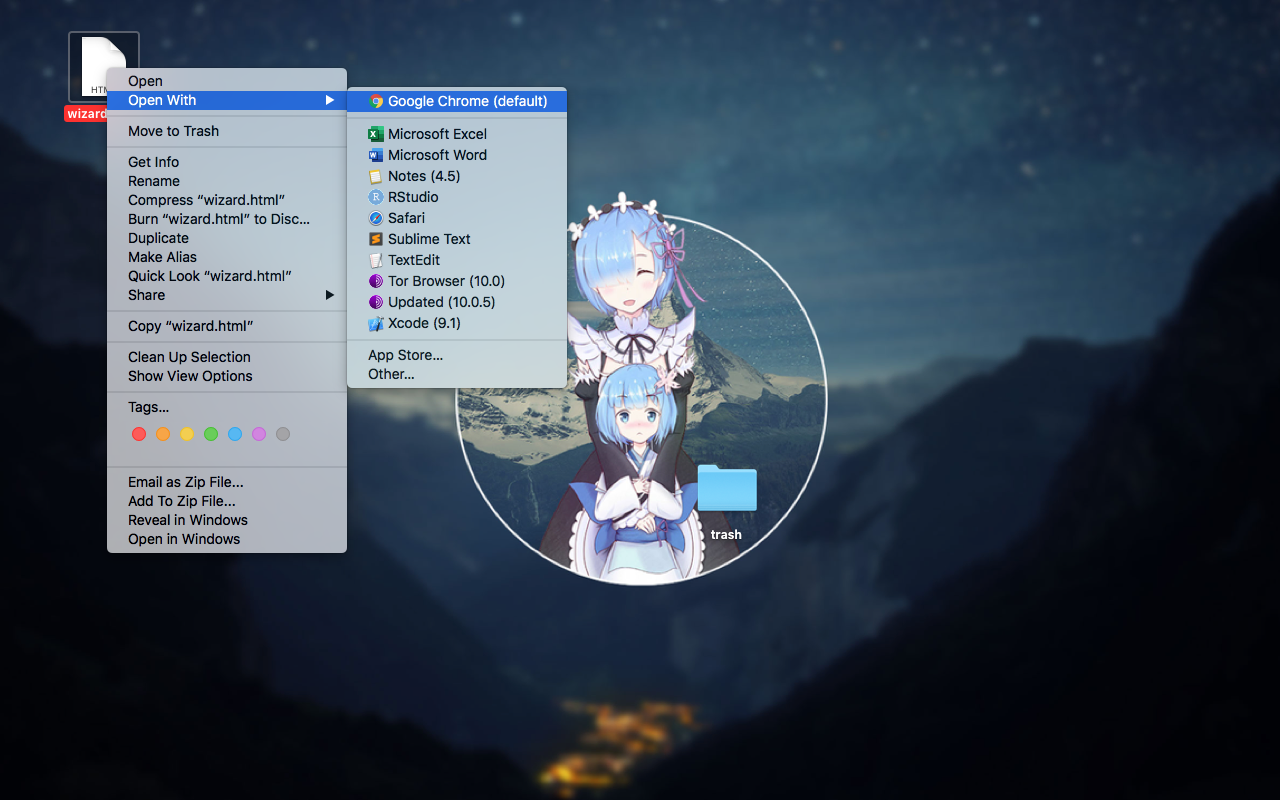 HTM
wizard
Open
Open With
Move to Trash
Get Info
Rename
Compress “wizard.html”
Burn “wizard.html” to Disc...
Duplicate
Make Alias
Quick Look “wizard.html”
Share
Copy “wizard.html”
Clean Up Selection
Show View Options
Tags...
Email as Zip File...
Add To Zip File...
Reveal in Windows
Open in Windows
Google Chrome (default)
Microsoft Excel
Microsoft Word
Notes (4.5)
RStudio
Safari
Sublime Text
TextEdit
Tor Browser (10.0)
Updated (10.0.5)
Xcode (9.1)
App Store...
Other...
trash